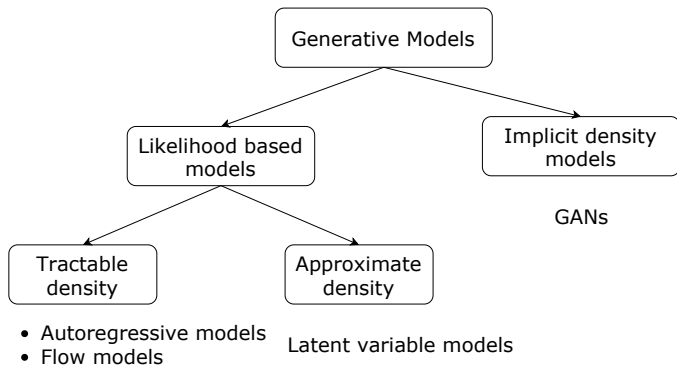 Generative Models
Likelihood based
models
Implicit density
models
GANs
Tractable
density
Approximate
density
• Autoregressive models
• Flow models
Latent variable models